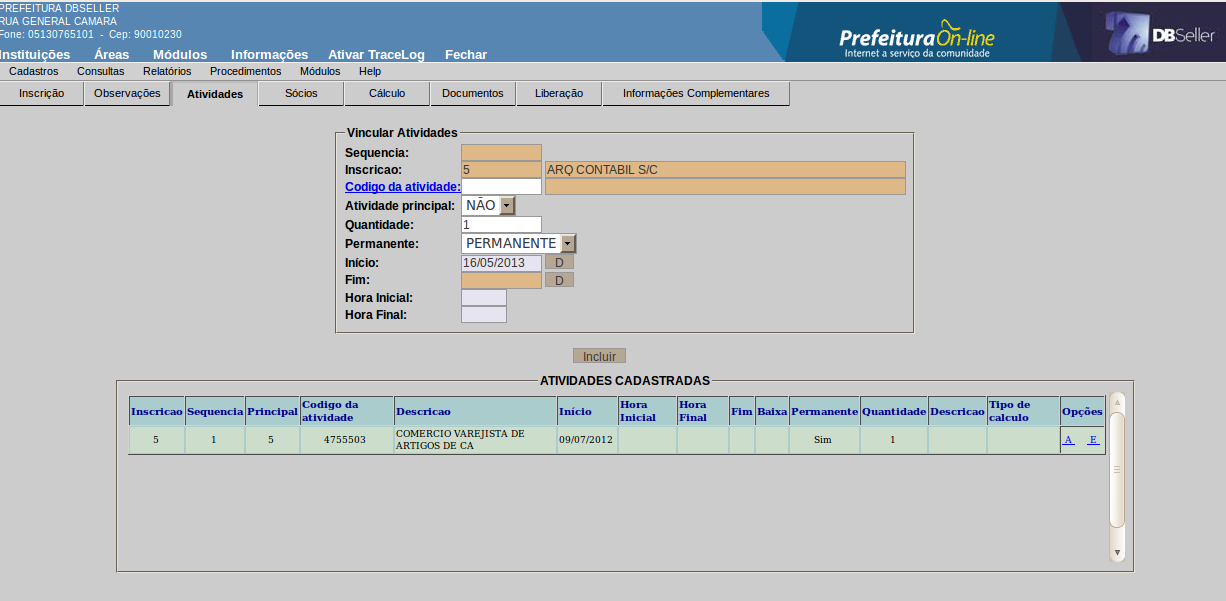 PREFEITURA DBSELLER
RUA GENERAL CAMARA
Fone: 05130765101 - Cep: 90010230
Instituições Áreas Módulos Informações Ativar TraceLog Fechar
PrefeituraOn-line
Internet a serviço da comunidade
DBSeller
Cadastros Consultas Relatórios Procedimentos Módulos Help
Inscrição Observações Atividades Sócios Cálculo Documentos Liberação Informações Complementares
Vincular Atividades
Sequencia:
Inscricao: 5 ARQ CONTABIL S/C
Codigo da atividade:
Atividade principal: NÃO
Quantidade: 1
Permanente: PERMANENTE
Início: 16/05/2013 D
Fim: D
Hora Inicial:
Hora Final:
Incluir
ATIVIDADES CADASTRADAS
Inscricao Sequencia Principal Codigo da atividade Descricao Início Hora Inicial Hora Final Fim Baixa Permanente Quantidade Descricao Tipo de calculo Opções
5 1 5 4755503 COMERCIO VAREJISTA DE ARTIGOS DE CA 09/07/2012 Sim 1 A E